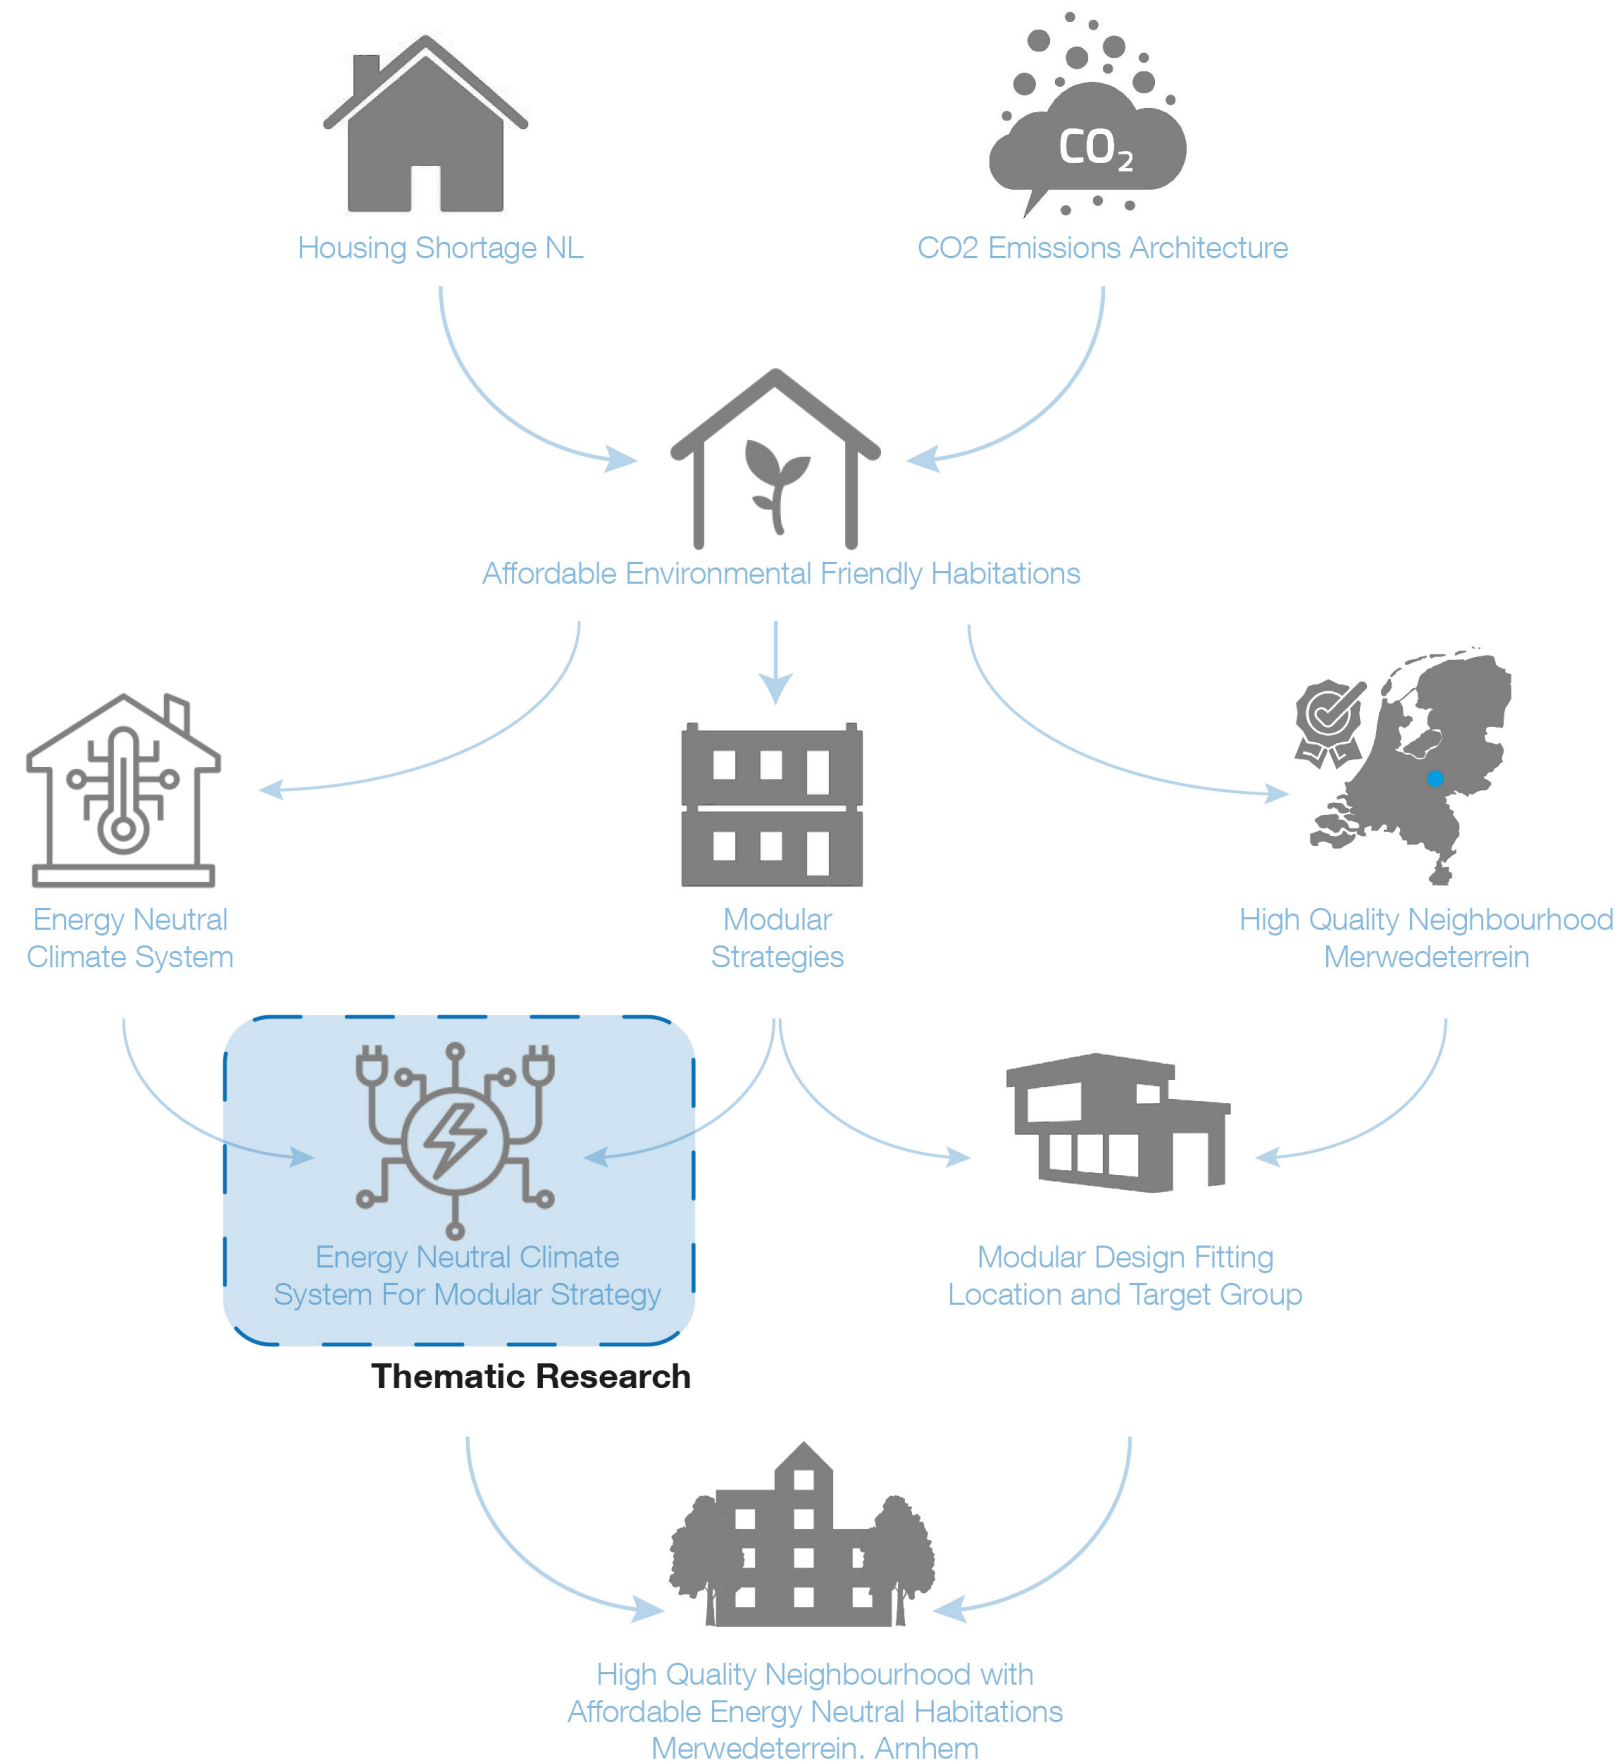 CO2
Housing Shortage NL
CO2 Emissions Architecture
Affordable Environmental Friendly Habitations
Energy Neutral
Climate System
Modular
Strategies
High Quality Neighbourhood
Merwedeterrein
Energy Neutral Climate
System For Modular Strategy
Modular Design Fitting
Location and Target Group
Thematic Research
High Quality Neighbourhood with
Affordable Energy Neutral Habitations
Merwedeterrein. Arnhem